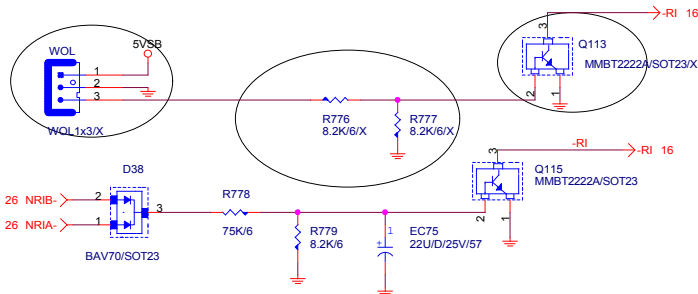 -RI 16
3
Q113
MMBT2222A/SOT23/X
2
1
WOL
5VSB
1
2
3
WOL1x3/X
R776
8.2K/6/X
R777
8.2K/6/X
-RI
-RI 16
3
Q115
MMBT2222A/SOT23
2
1
D38
26 NRIB-
2
26 NRIA-
1
3
BAV70/SOT23
R778
75K/6
R779
8.2K/6
1
+
EC75
22U/D/25V/57